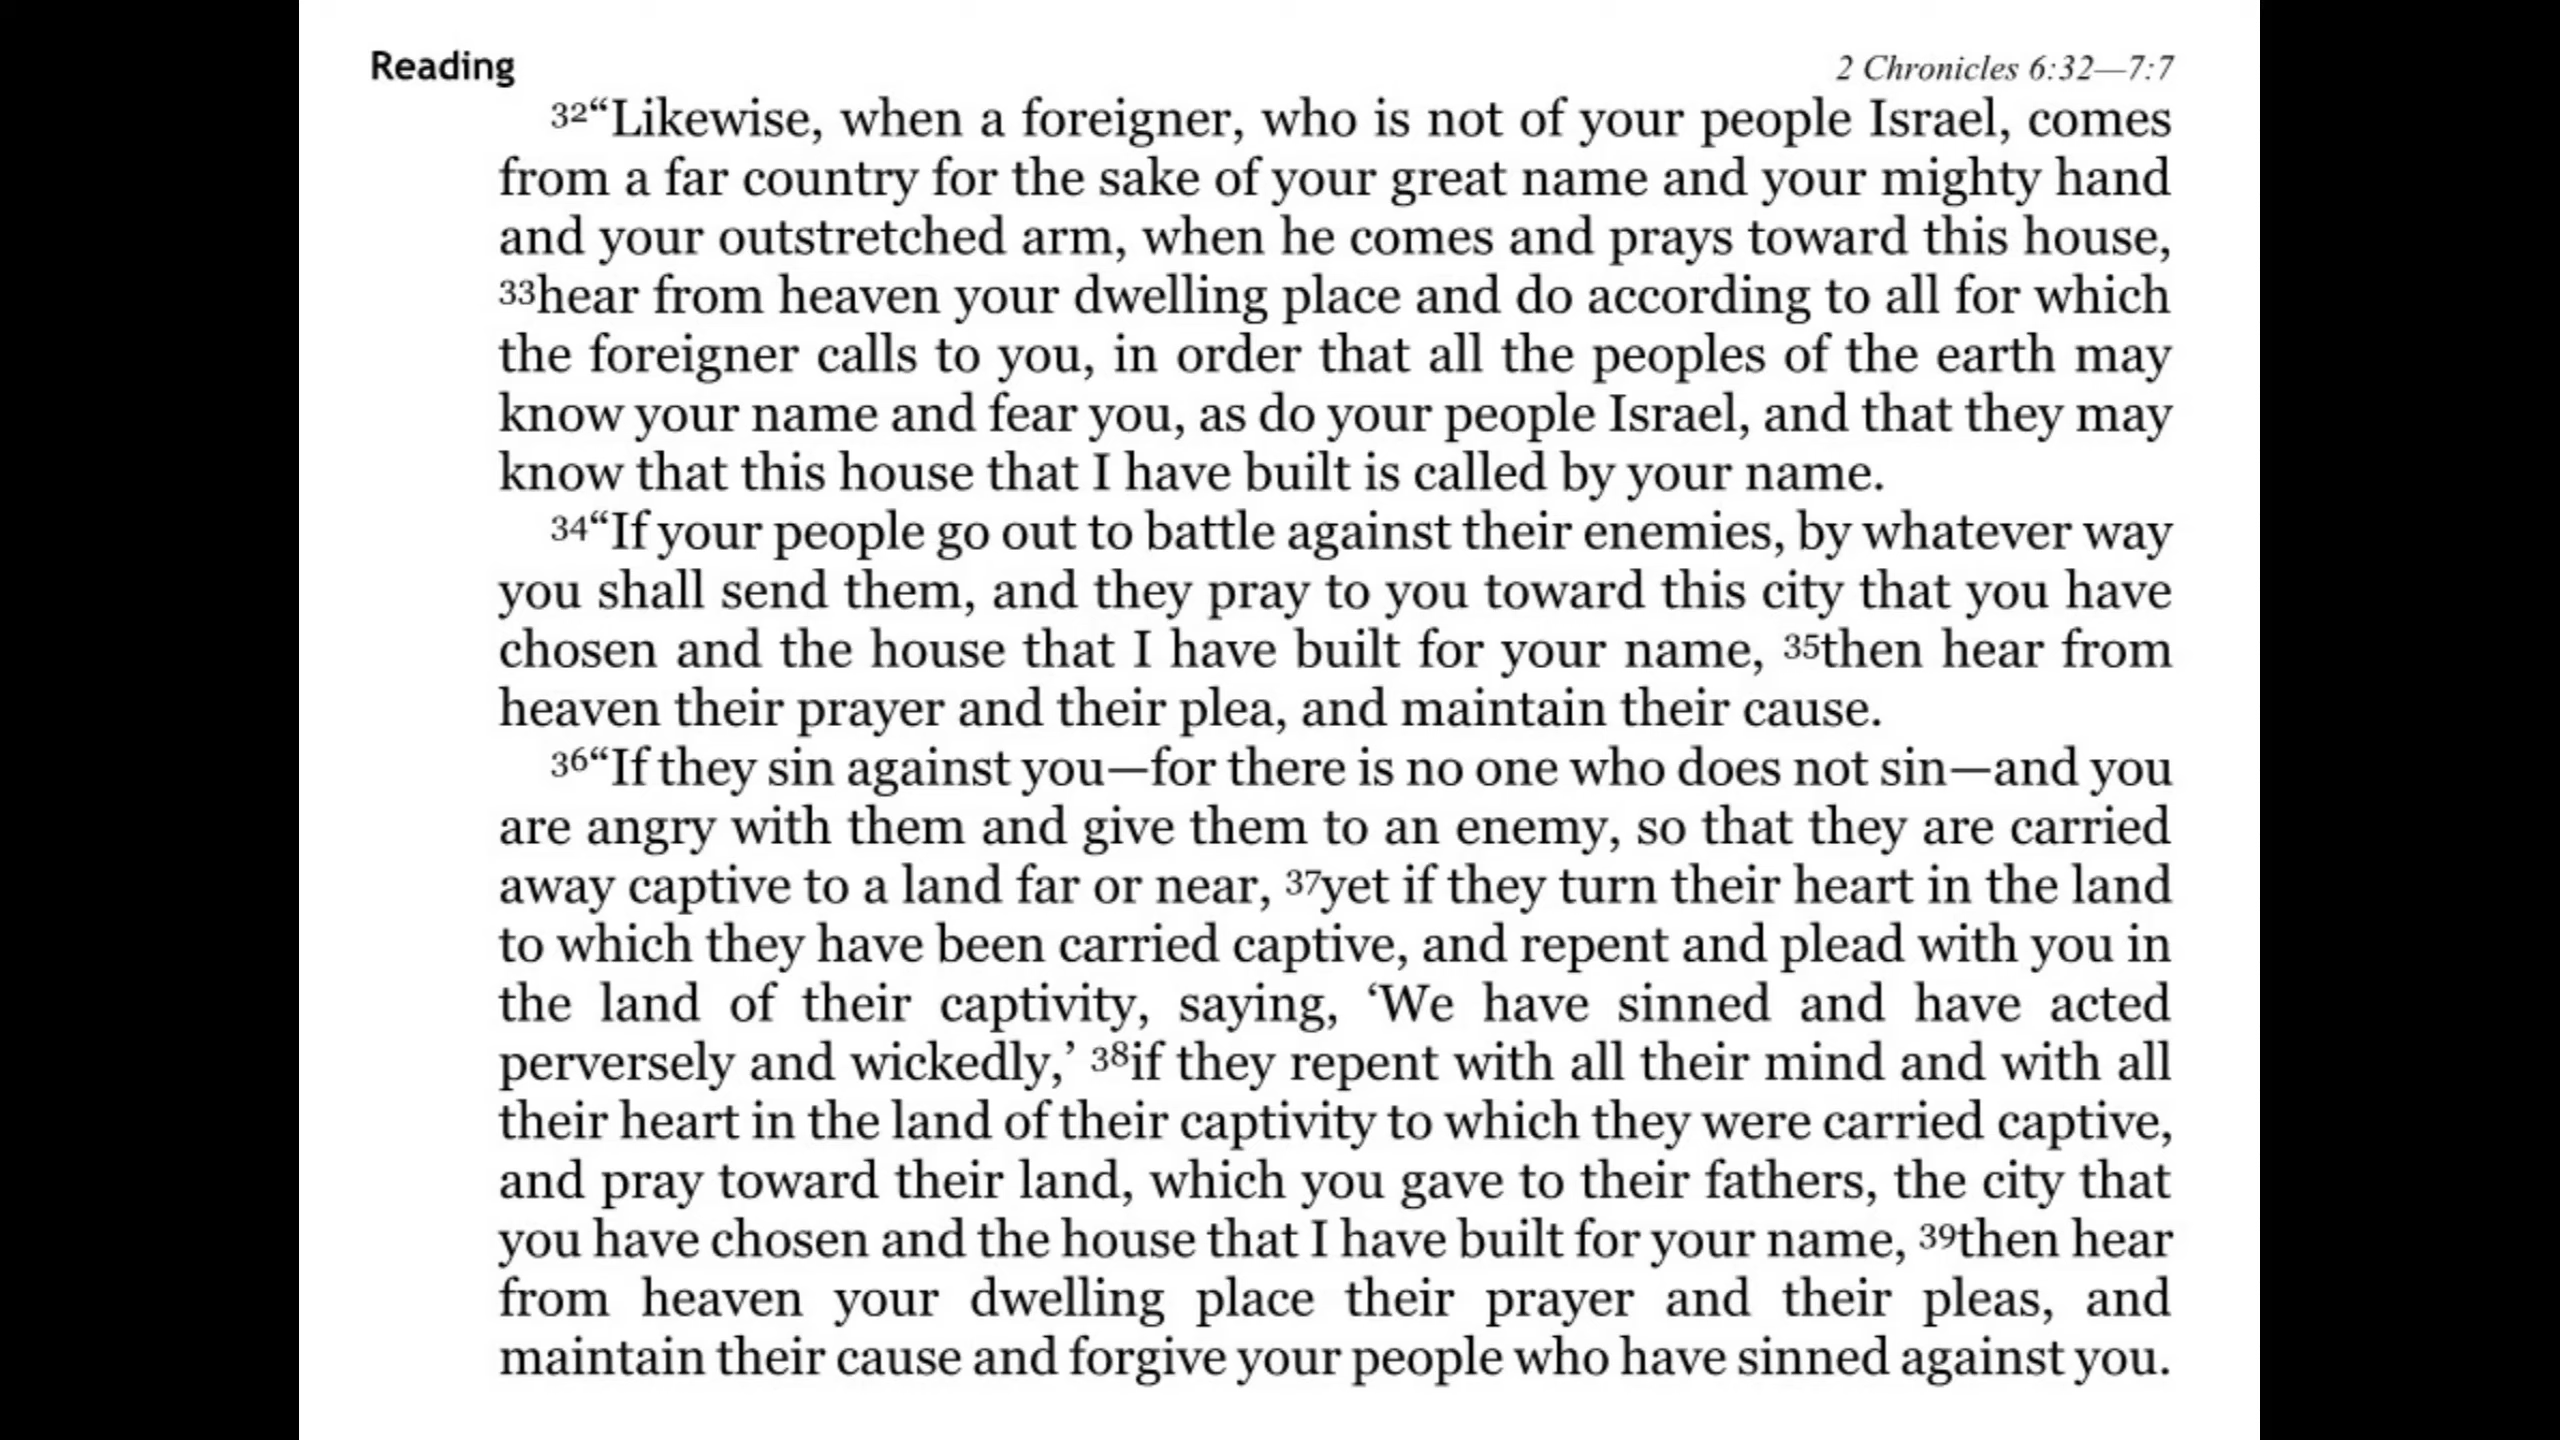 Reading
2 Chronicles 6:32—7:7
32“Likewise, when a foreigner, who is not of your people Israel, comes
from a far country for the sake of your great name and your mighty hand
and your outstretched arm, when he comes and prays toward this house,
33hear from heaven your dwelling place and do according to all for which
the foreigner calls to you, in order that all the peoples of the earth may
know your name and fear you, as do your people Israel, and that they may
know that this house that I have built is called by your name.
34“If your people go out to battle against their enemies, by whatever way
you shall send them, and they pray to you toward this city that you have
chosen and the house that I have built for your name, 35then hear from
heaven their prayer and their plea, and maintain their cause.
36“If they sin against you—for there is no one who does not sin—and you
are angry with them and give them to an enemy, so that they are carried
away captive to a land far or near, 37yet if they turn their heart in the land
to which they have been carried captive, and repent and plead with you in
the land of their captivity, saying, ‘We have sinned and have acted
perversely and wickedly,’ 38if they repent with all their mind and with all
their heart in the land of their captivity to which they were carried captive,
and pray toward their land, which you gave to their fathers, the city that
you have chosen and the house that I have built for your name, 39then hear
from heaven your dwelling place their prayer and their pleas, and
maintain their cause and forgive your people who have sinned against you.